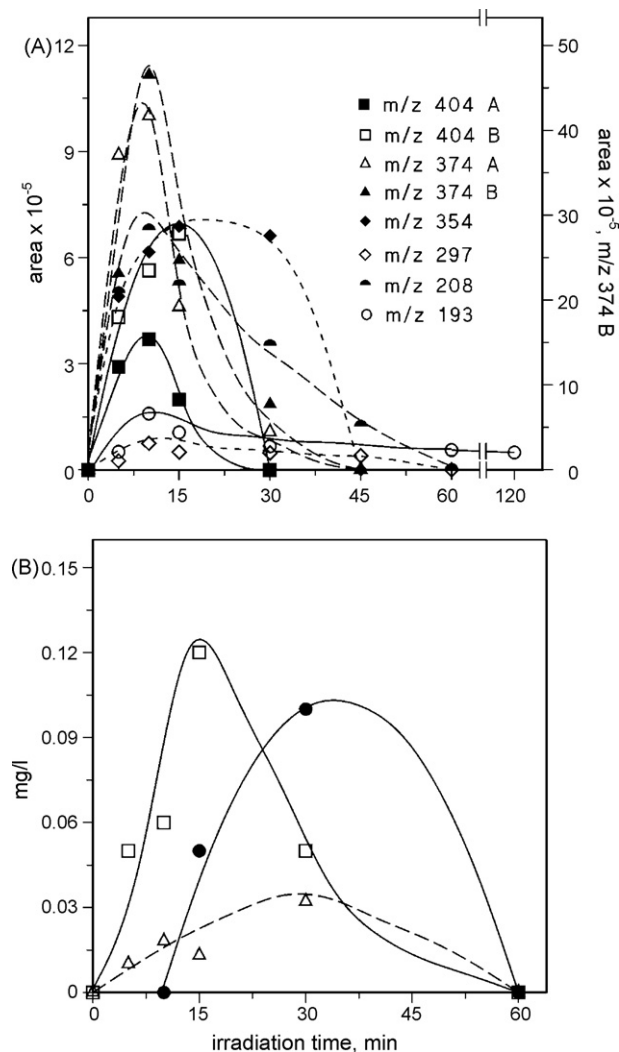 (A)
12
9
6
3
0
area x 10-5
50
40
30
20
10
0
area x 10-5, m/z 374 B
m/z 404 A
m/z 404 B
m/z 374 A
m/z 374 B
m/z 354
m/z 297
m/z 208
m/z 193
0 15 30 45 60 120
(B)
0.15
0.12
0.09
0.06
0.03
0
mg/l
0 15 30 45 60
irradiation time, min